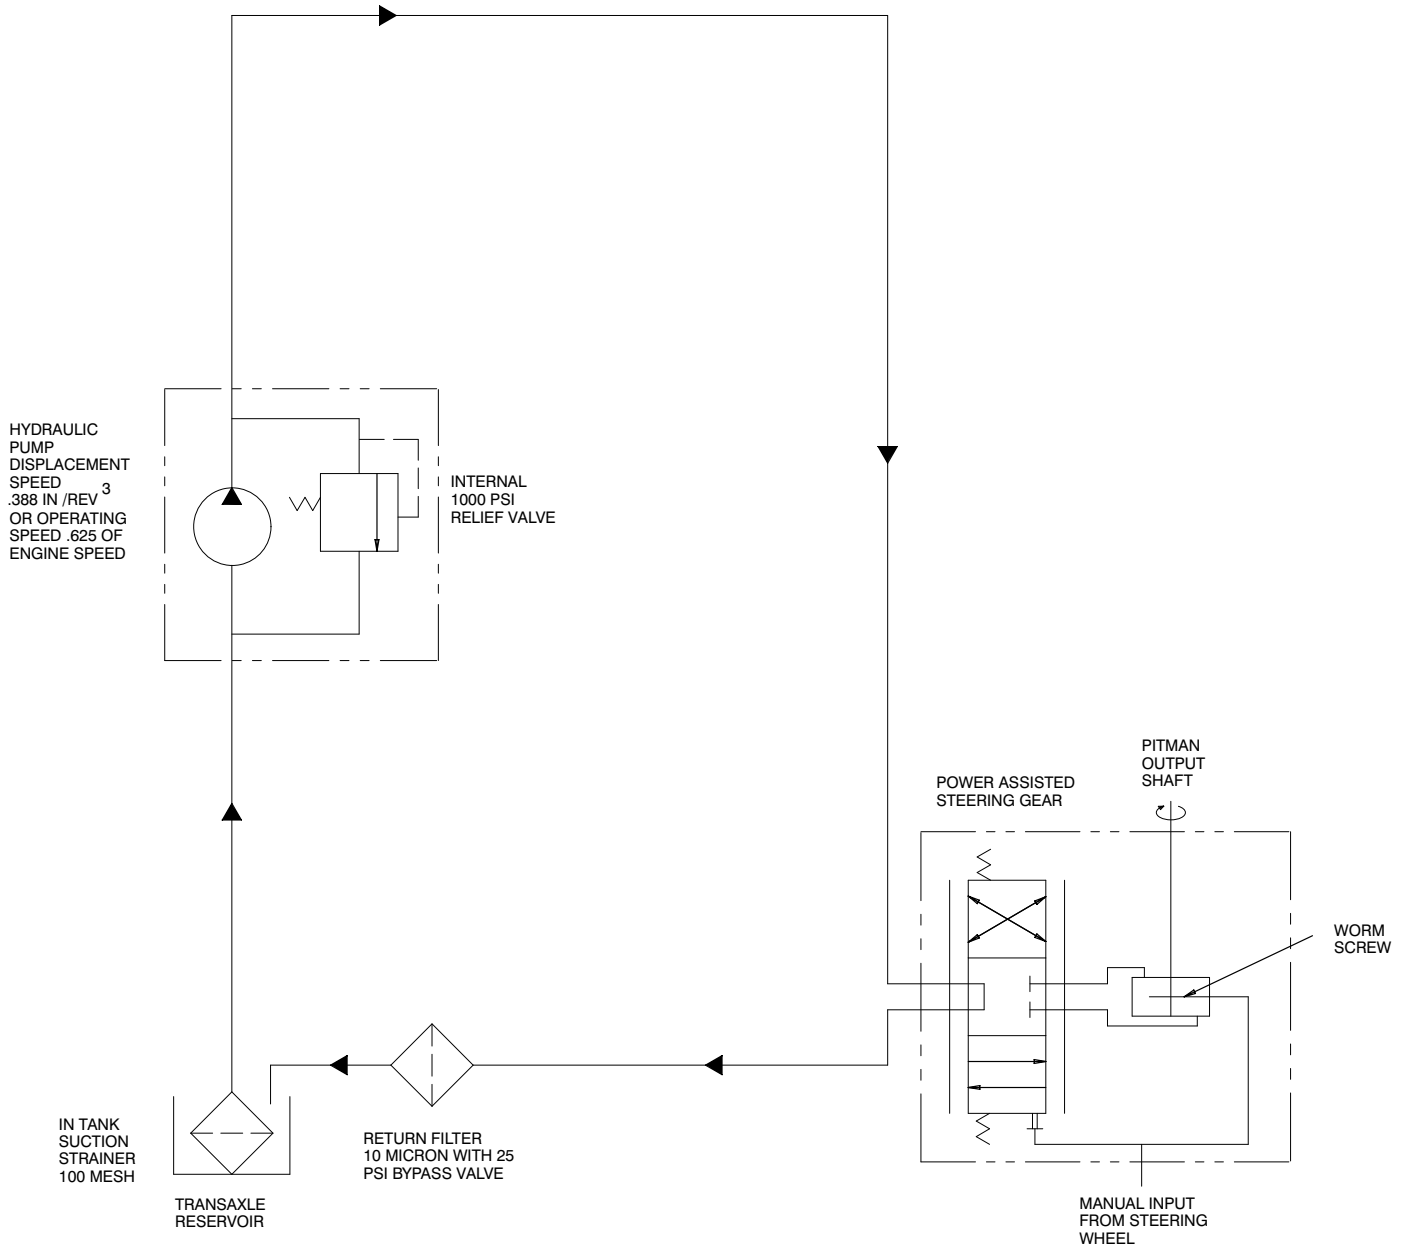 HYDRAULIC
PUMP
DISPLACEMENT
SPEED
.388 IN /REV 3
OR OPERATING
SPEED .625 OF
ENGINE SPEED
INTERNAL
1000 PSI
RELIEF VALVE
PITMAN
OUTPUT
SHAFT
POWER ASSISTED
STEERING GEAR
WORM
SCREW
IN TANK
SUCTION
STRAINER
100 MESH
RETURN FILTER
10 MICRON WITH 25
PSI BYPASS VALVE
TRANSAXLE
RESERVOIR
MANUAL INPUT
FROM STEERING
WHEEL